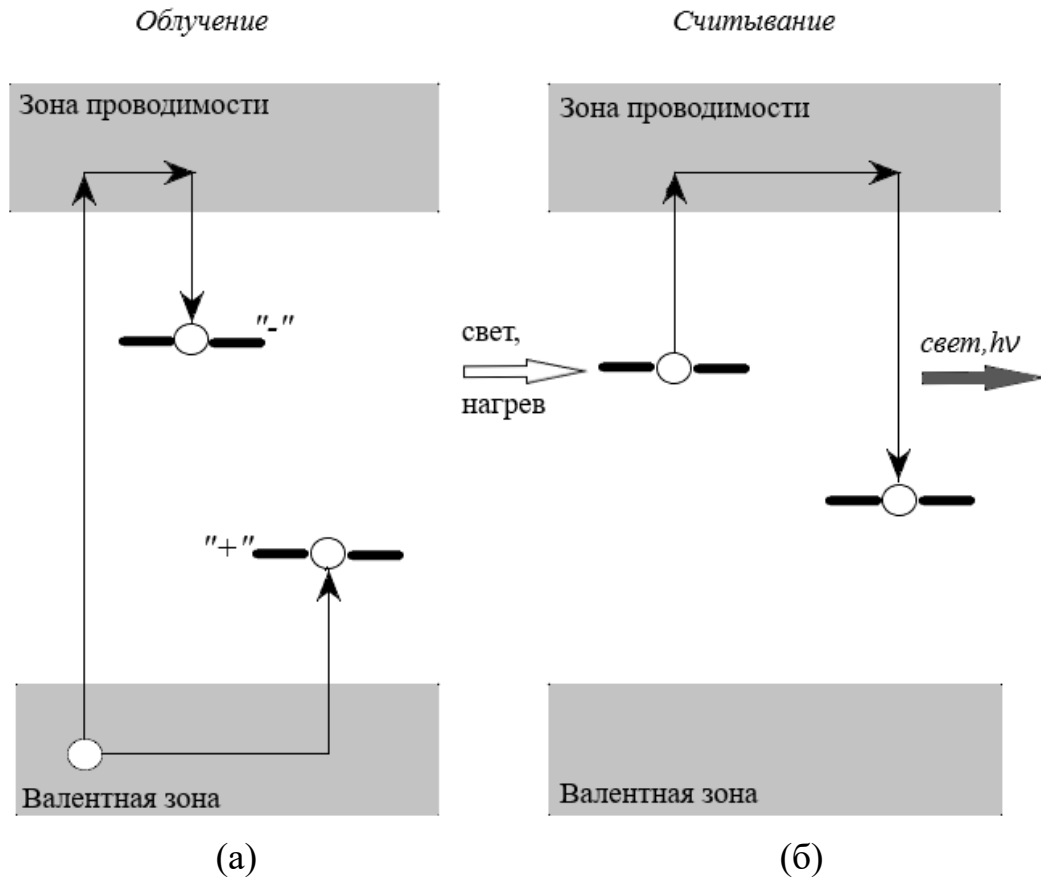 Облучение
Зона проводимости
"-"
"+"
Валентная зона
(а)
Считывание
Зона проводимости
свет,
нагрев
свет,hν
Валентная зона
(б)